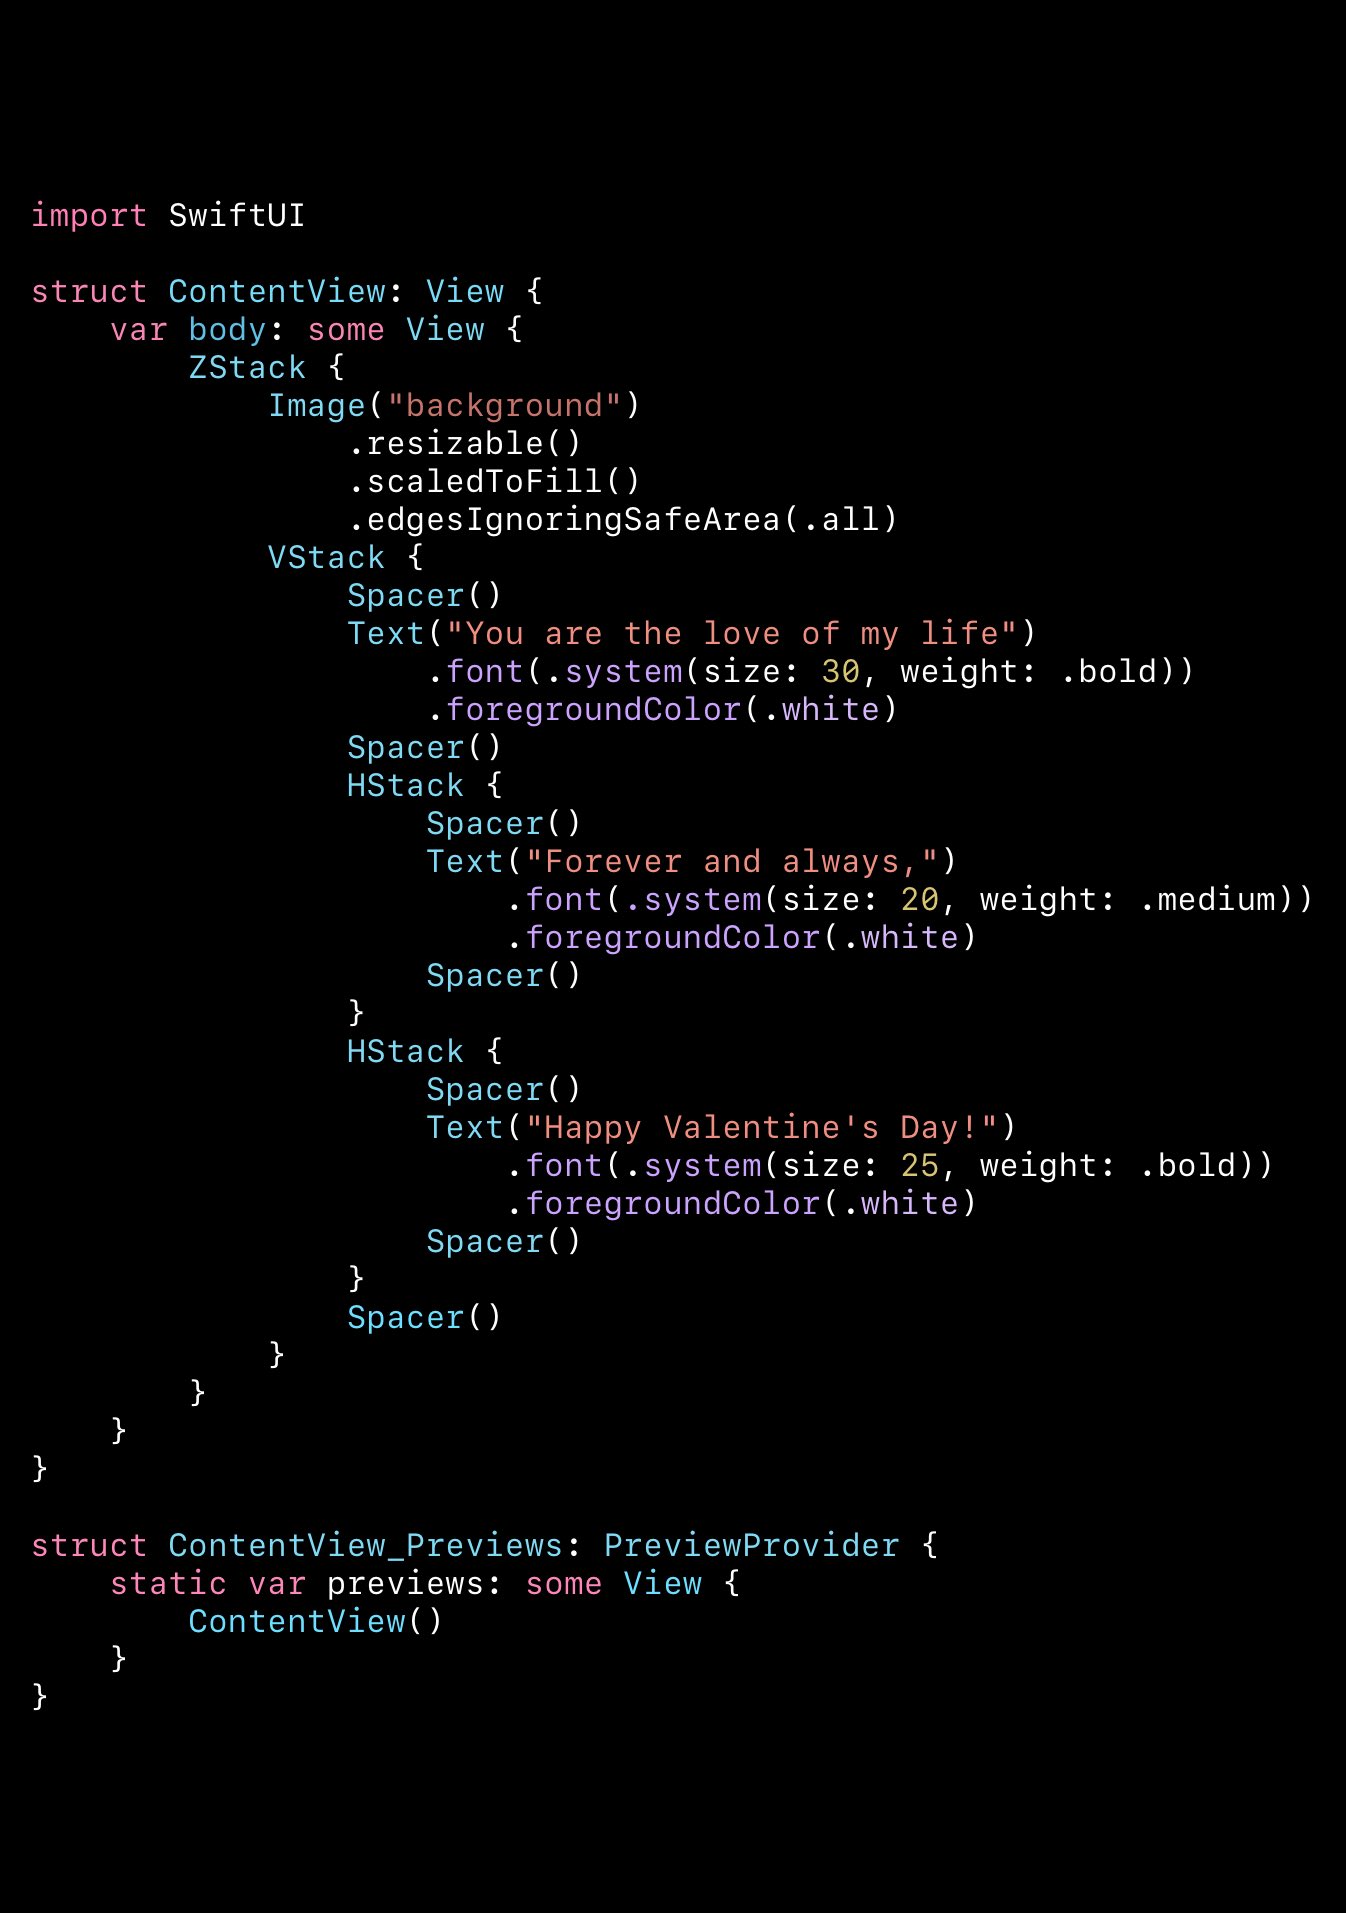 import SwiftUI

struct ContentView: View {
    var body: some View {
        ZStack {
            Image("background")
                .resizable()
                .scaledToFill()
                .edgesIgnoringSafeArea(.all)
            VStack {
                Spacer()
                Text("You are the love of my life")
                    .font(.system(size: 30, weight: .bold))
                    .foregroundColor(.white)
                Spacer()
                HStack {
                    Spacer()
                    Text("Forever and always,")
                        .font(.system(size: 20, weight: .medium))
                        .foregroundColor(.white)
                    Spacer()
                }
                HStack {
                    Spacer()
                    Text("Happy Valentine's Day!")
                        .font(.system(size: 25, weight: .bold))
                        .foregroundColor(.white)
                    Spacer()
                }
                Spacer()
            }
        }
    }
}

struct ContentView_Previews: PreviewProvider {
    static var previews: some View {
        ContentView()
    }
}